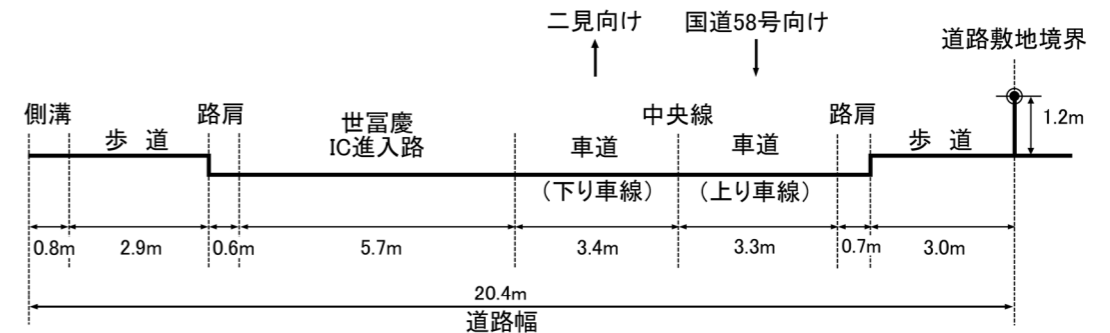 二見向け
国道58号向け
道路敷地境界
1.2m
側溝
歩 道
路肩
世冨慶
IC進入路
車道
(下り車線)
中央線
車道
(上り車線)
路肩
歩 道
0.8m
2.9m
0.6m
5.7m
3.4m
3.3m
0.7m
3.0m
20.4m
道路幅